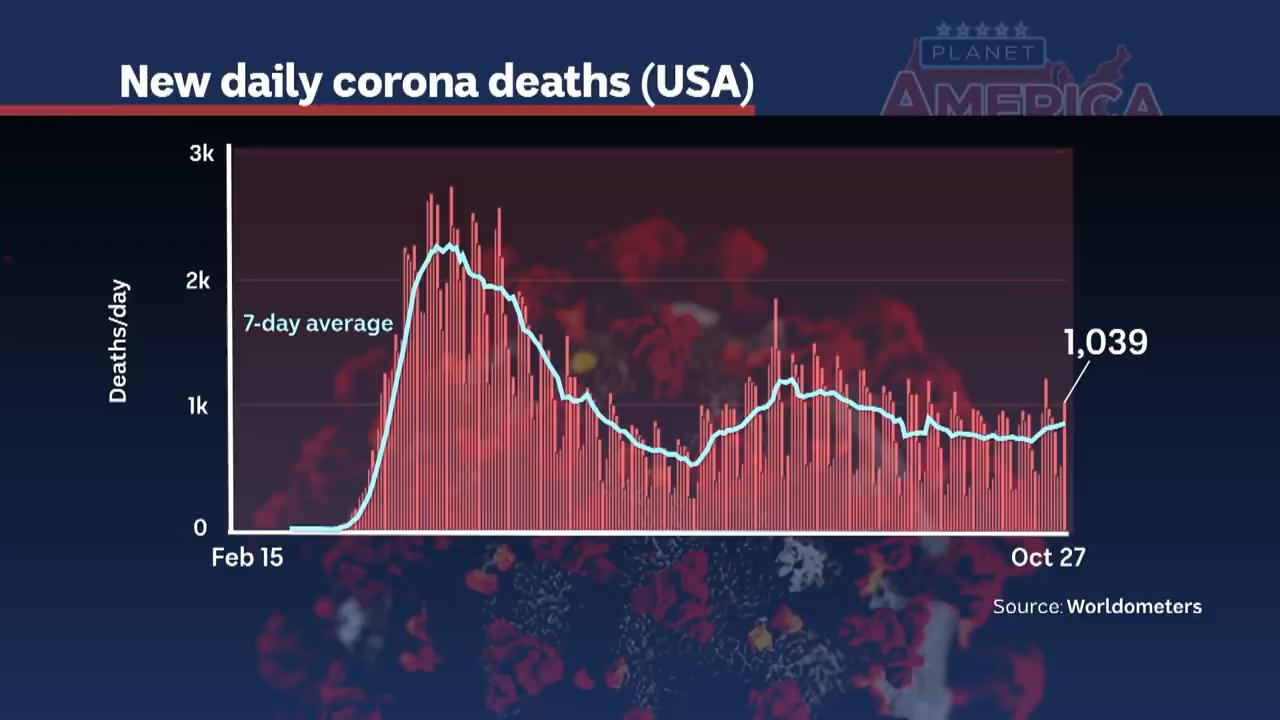 PLANET
AMERICA
New daily corona deaths (USA)
3k
2k
1k
0
Deaths/day
7-day average
1,039
Feb 15
Oct 27
Source: Worldometers